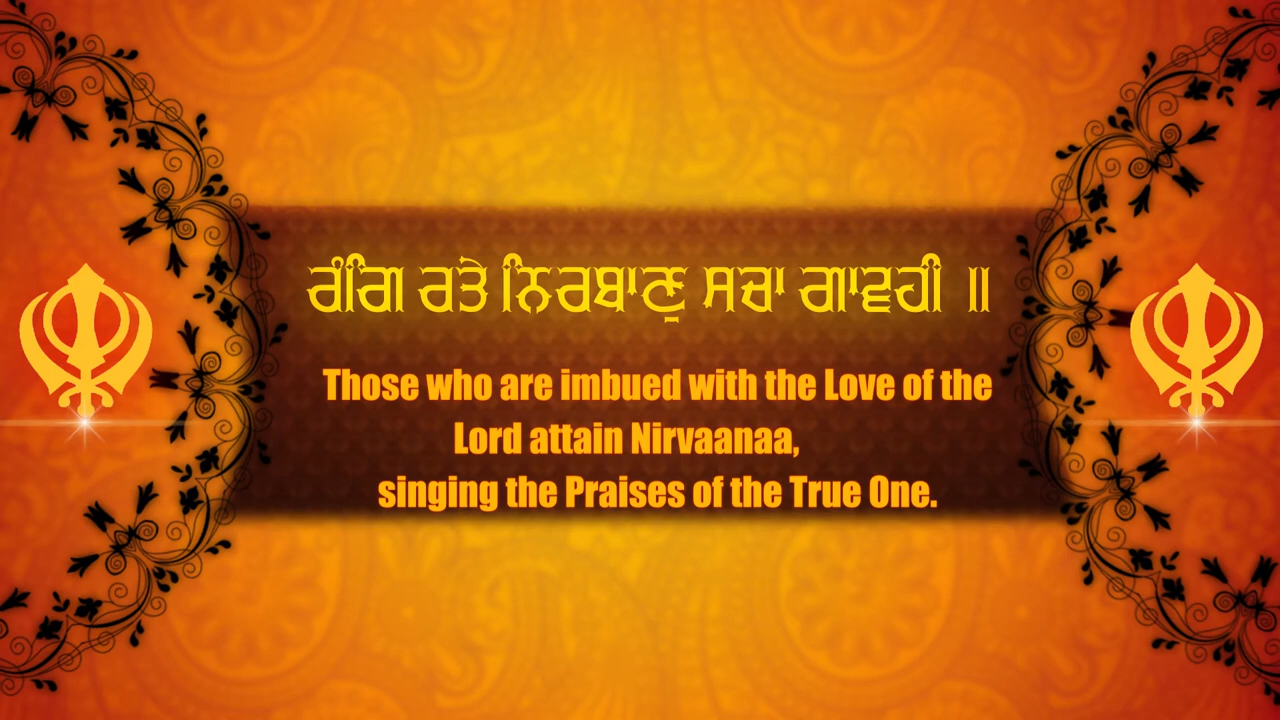 ਰੰਗਿ ਰਤੇ ਨਿਰਬਾਣੁ ਸਚਾ ਗਾਵਹੀ ॥
Those who are imbued with the Love of the
Lord attain Nirvaanaa,
singing the Praises of the True One.